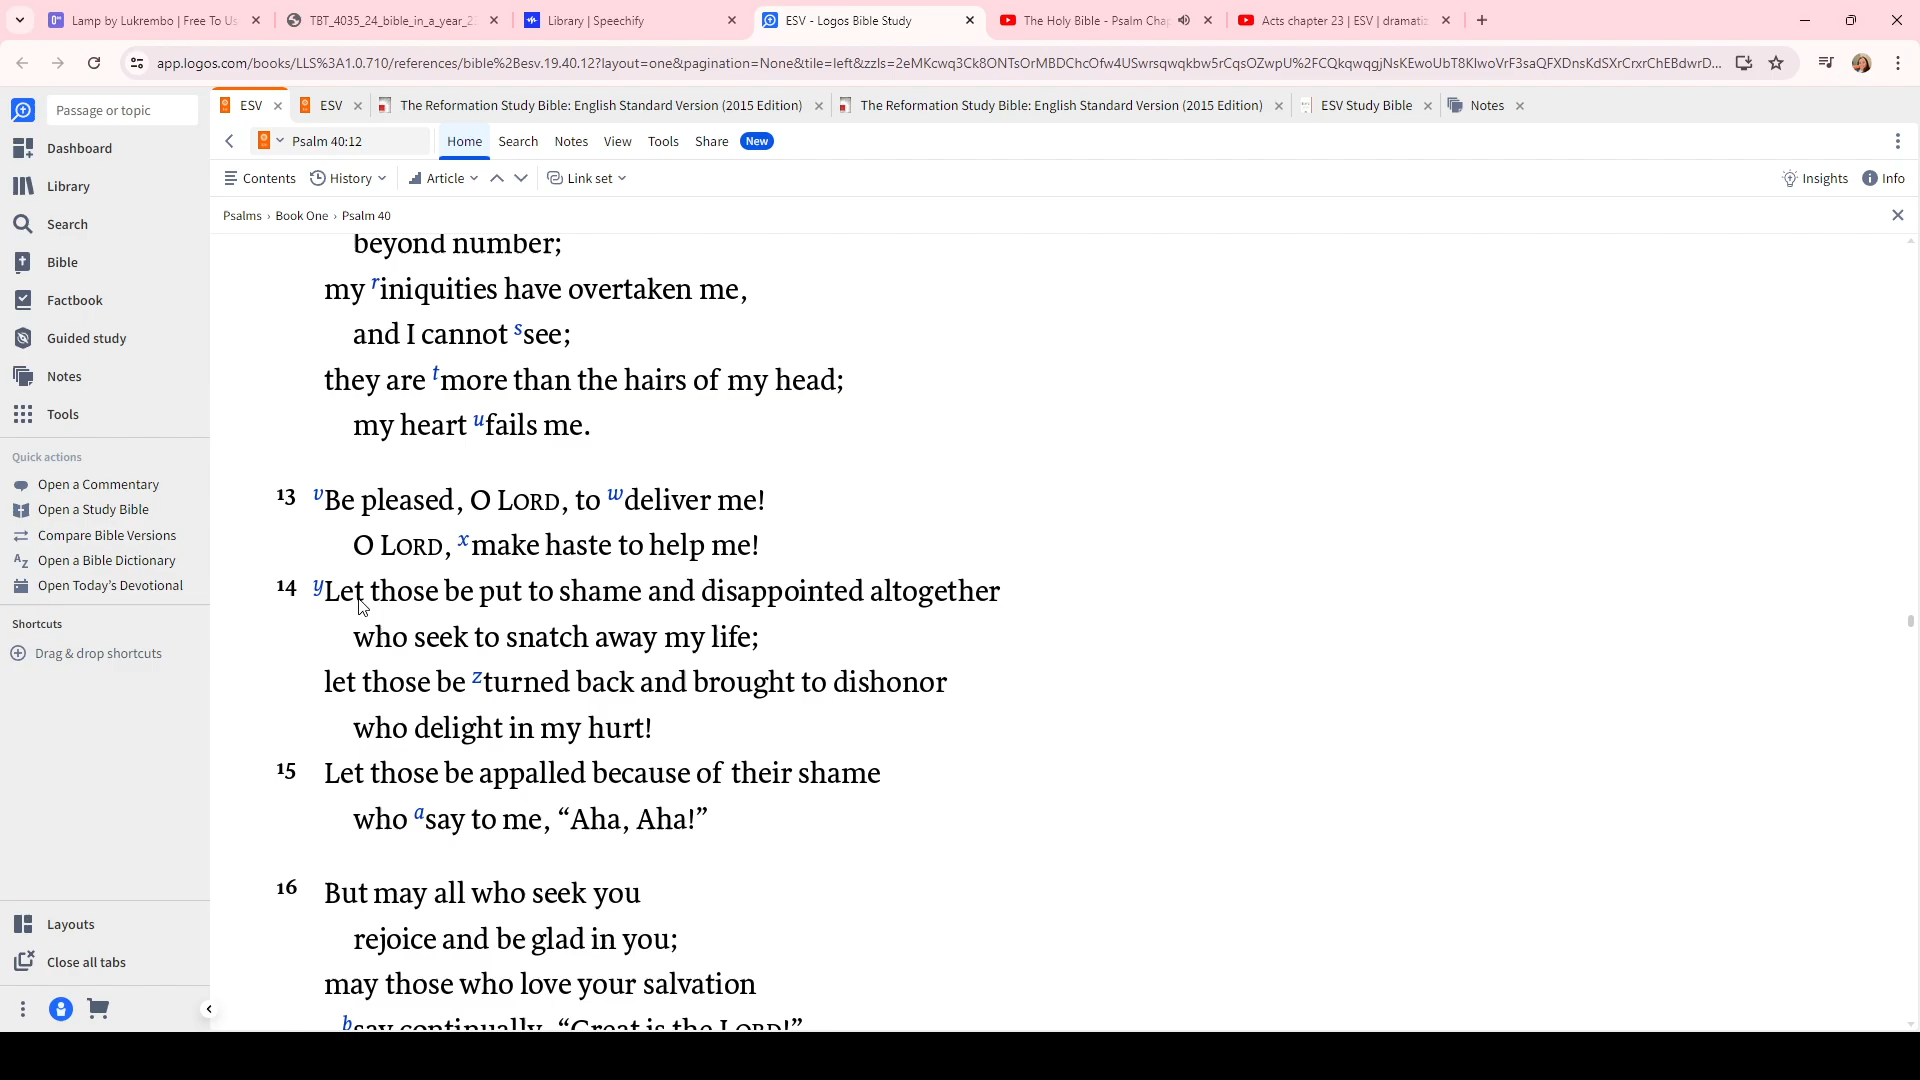 Lamp by Lukrembo | Free To Us
TBT_4035_24_bible_in_a_year_2
Library | Speechify
ESV - Logos Bible Study
The Holy Bible - Psalm Cha
Acts chapter 23 | ESV | dramati
app.logos.com/books/LLS%3A1.0.710/references/bible%2Besv.19.40.12?layout=one&pagination=None&tile=left&zzls=2eMKcwq3Ck8ONTsOrMBDChcOfw4USwrsqwqkbw5rCqsOZwpU%2FCQkqwqgjNsKEwoUbT8KlwoVrF3saQFXDnsKdSXrCrxrChEBdwrD...
Passage or topic
ESV
ESV
The Reformation Study Bible: English Standard Version (2015 Edition)
The Reformation Study Bible: English Standard Version (2015 Edition)
ESV Study Bible
Notes
Psalm 40:12
Home
Search
Notes
View
Tools
Share
New
Contents
History
Article
Link set
Insights
Info
Psalms › Book One › Psalm 40
Dashboard
Library
Search
Bible
Factbook
Guided study
Notes
Tools
Quick actions
Open a Commentary
Open a Study Bible
Compare Bible Versions
Open a Bible Dictionary
Open Today’s Devotional
Shortcuts
Drag & drop shortcuts
Layouts
Close all tabs
beyond number;
my r iniquities have overtaken me,
and I cannot s see;
they are t more than the hairs of my head;
my heart u fails me.
13 v Be pleased, O LORD, to w deliver me!
O LORD, x make haste to help me!
14 y Let those be put to shame and disappointed altogether
who seek to snatch away my life;
let those be z turned back and brought to dishonor
who delight in my hurt!
15 Let those be appalled because of their shame
who a say to me, “Aha, Aha!”
16 But may all who seek you
rejoice and be glad in you;
may those who love your salvation
b say continually, “Great is the LORD!”